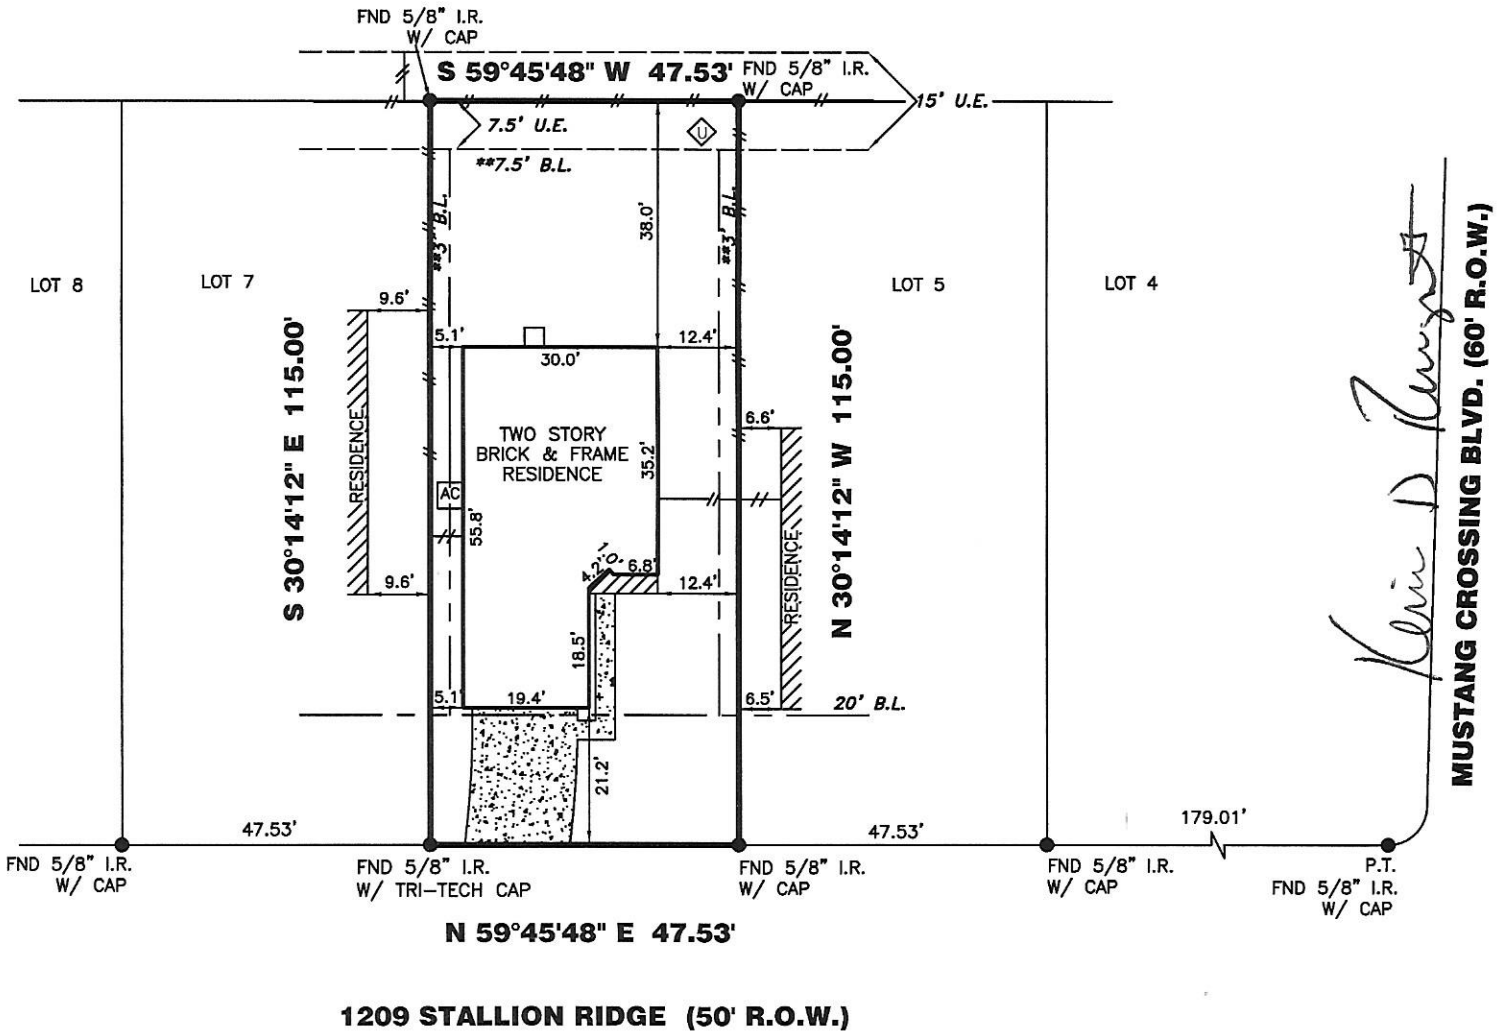 FND 5/8" I.R.
W/ CAP
S 59°45'48" W 47.53'
FND 5/8" I.R.
W/ CAP
15' U.E.
7.5' U.E.
U
**7.5' B.L.
**3' B.L.
38.0'
**3' B.L.
LOT 8
LOT 7
LOT 5
LOT 4
9.6'
5.1'
30.0'
12.4'
S 30°14'12" E 115.00'
N 30°14'12" W 115.00'
MUSTANG CROSSING BLVD. (60' R.O.W.)
RESIDENCE
TWO STORY
BRICK & FRAME
RESIDENCE
35.2'
6.6'
AC
55.8'
RESIDENCE
4.2'
1.0'
6.8'
9.6'
12.4'
18.5'
5.1'
19.4'
6.5'
20' B.L.
21.2'
47.53'
47.53'
179.01'
FND 5/8" I.R.
W/ CAP
FND 5/8" I.R.
W/ TRI-TECH CAP
FND 5/8" I.R.
W/ CAP
FND 5/8" I.R.
W/ CAP
P.T.
FND 5/8" I.R.
W/ CAP
N 59°45'48" E 47.53'
1209 STALLION RIDGE (50' R.O.W.)